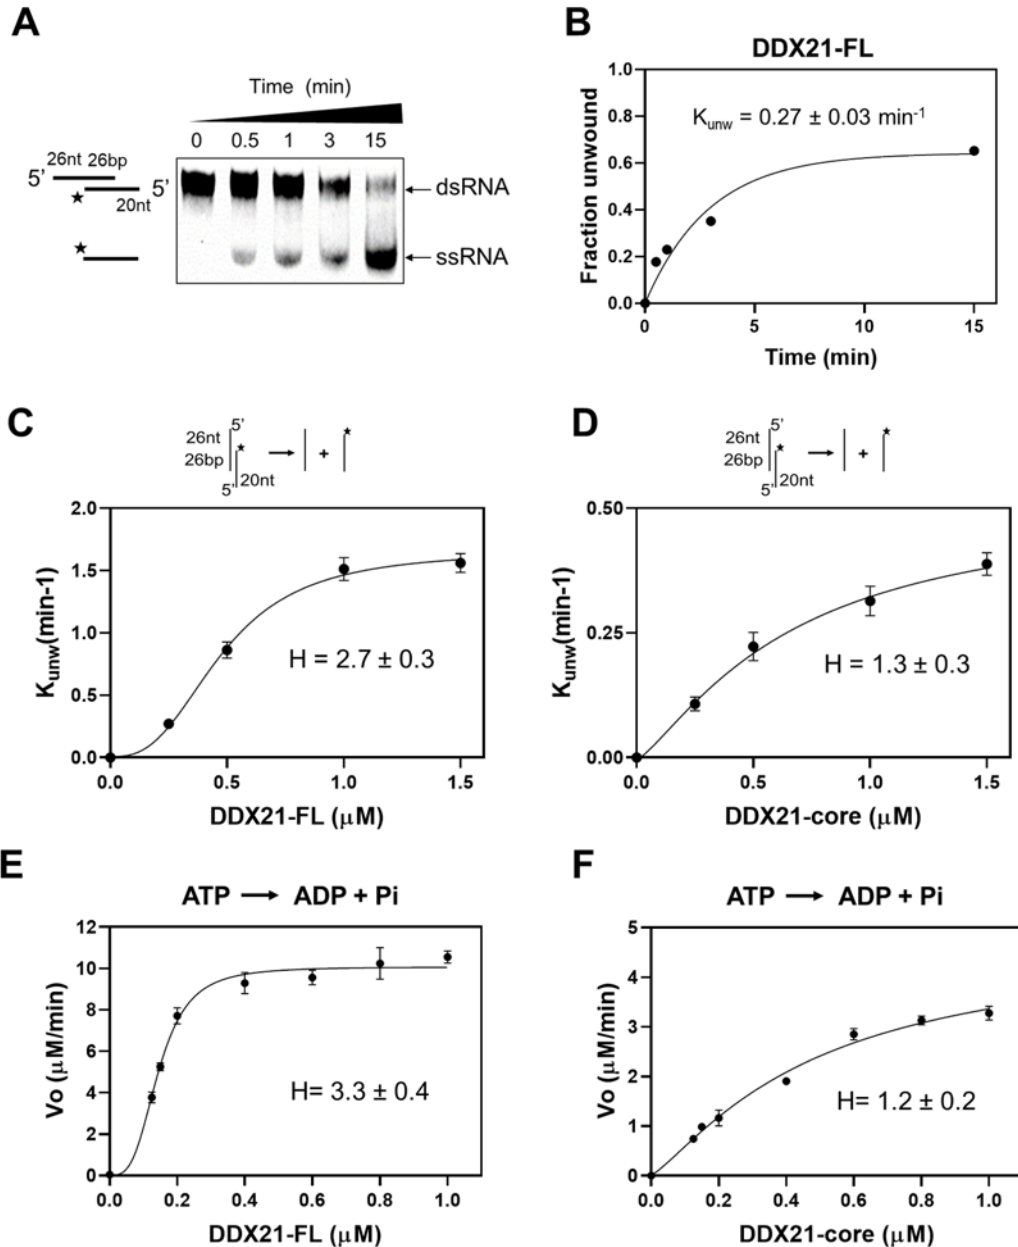 A
Time (min)
0 0.5 1 3 15
26nt 26bp
5' 5'
★ 20nt
dsRNA
★
ssRNA
B
DDX21-FL
1.0
0.8
0.6
0.4
0.2
0.0
Fraction unwound
Kunw = 0.27 ± 0.03 min-1
0 5 10 15
Time (min)
C
5'
26nt
26bp
20nt
5'
+
2.0
1.5
1.0
0.5
0.0
Kunw(min-1)
H = 2.7 ± 0.3
0.0 0.5 1.0 1.5
DDX21-FL (μM)
D
5'
26nt
26bp
20nt
5'
+
0.50
0.25
0.00
Kunw(min-1)
H = 1.3 ± 0.3
0.0 0.5 1.0 1.5
DDX21-core (μM)
E
ATP → ADP + Pi
12
10
8
6
4
2
0
Vo (μM/min)
H= 3.3 ± 0.4
0.0 0.2 0.4 0.6 0.8 1.0
DDX21-FL (μM)
F
ATP → ADP + Pi
5
4
3
2
1
0
Vo (μM/min)
H= 1.2 ± 0.2
0.0 0.2 0.4 0.6 0.8 1.0
DDX21-core (μM)